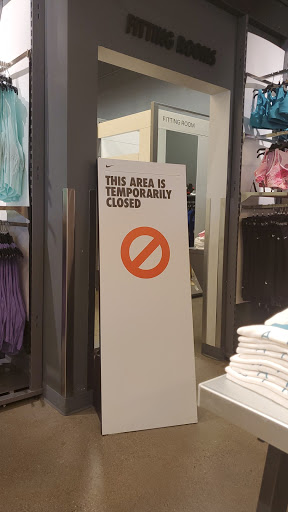 FITTING ROOMS
FITTING ROOM
THIS AREA IS
TEMPORARILY
CLOSED